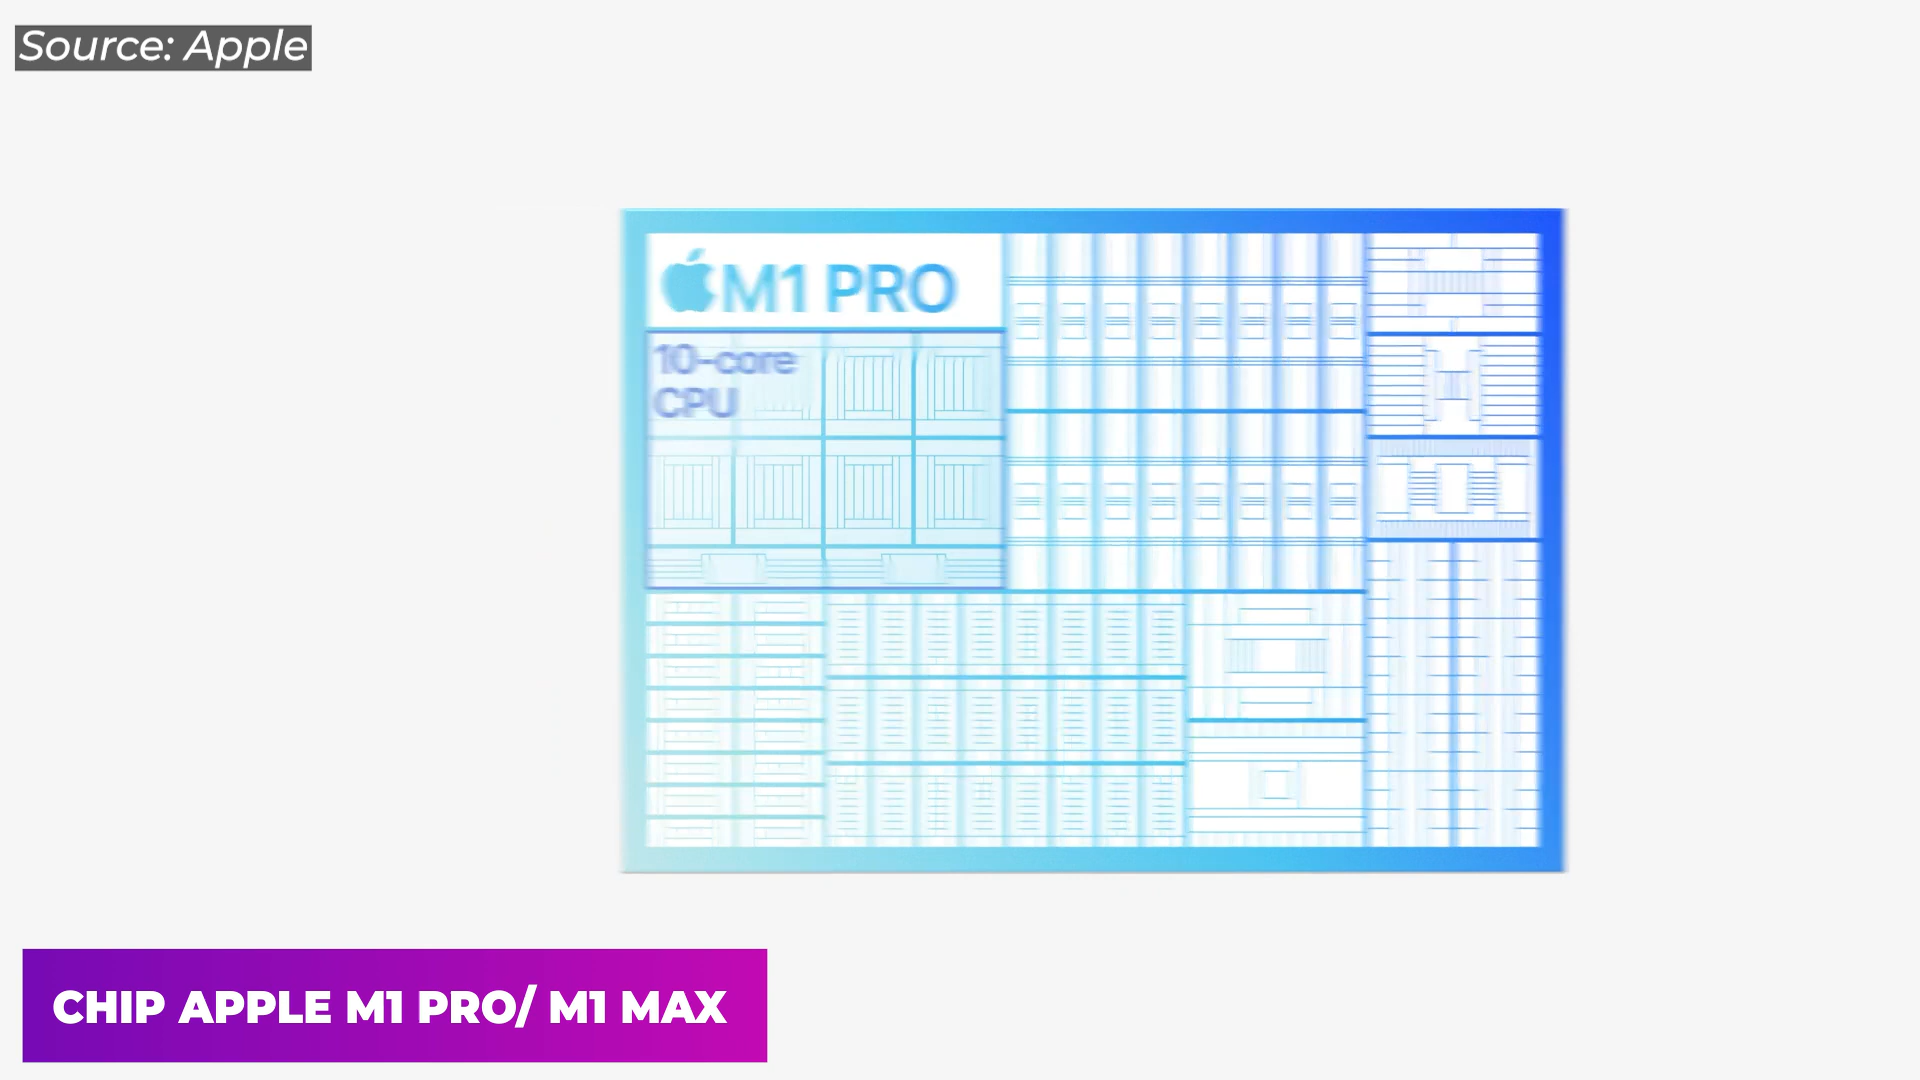 Source: Apple
M1 PRO
10-core
CPU
CHIP APPLE M1 PRO/ M1 MAX